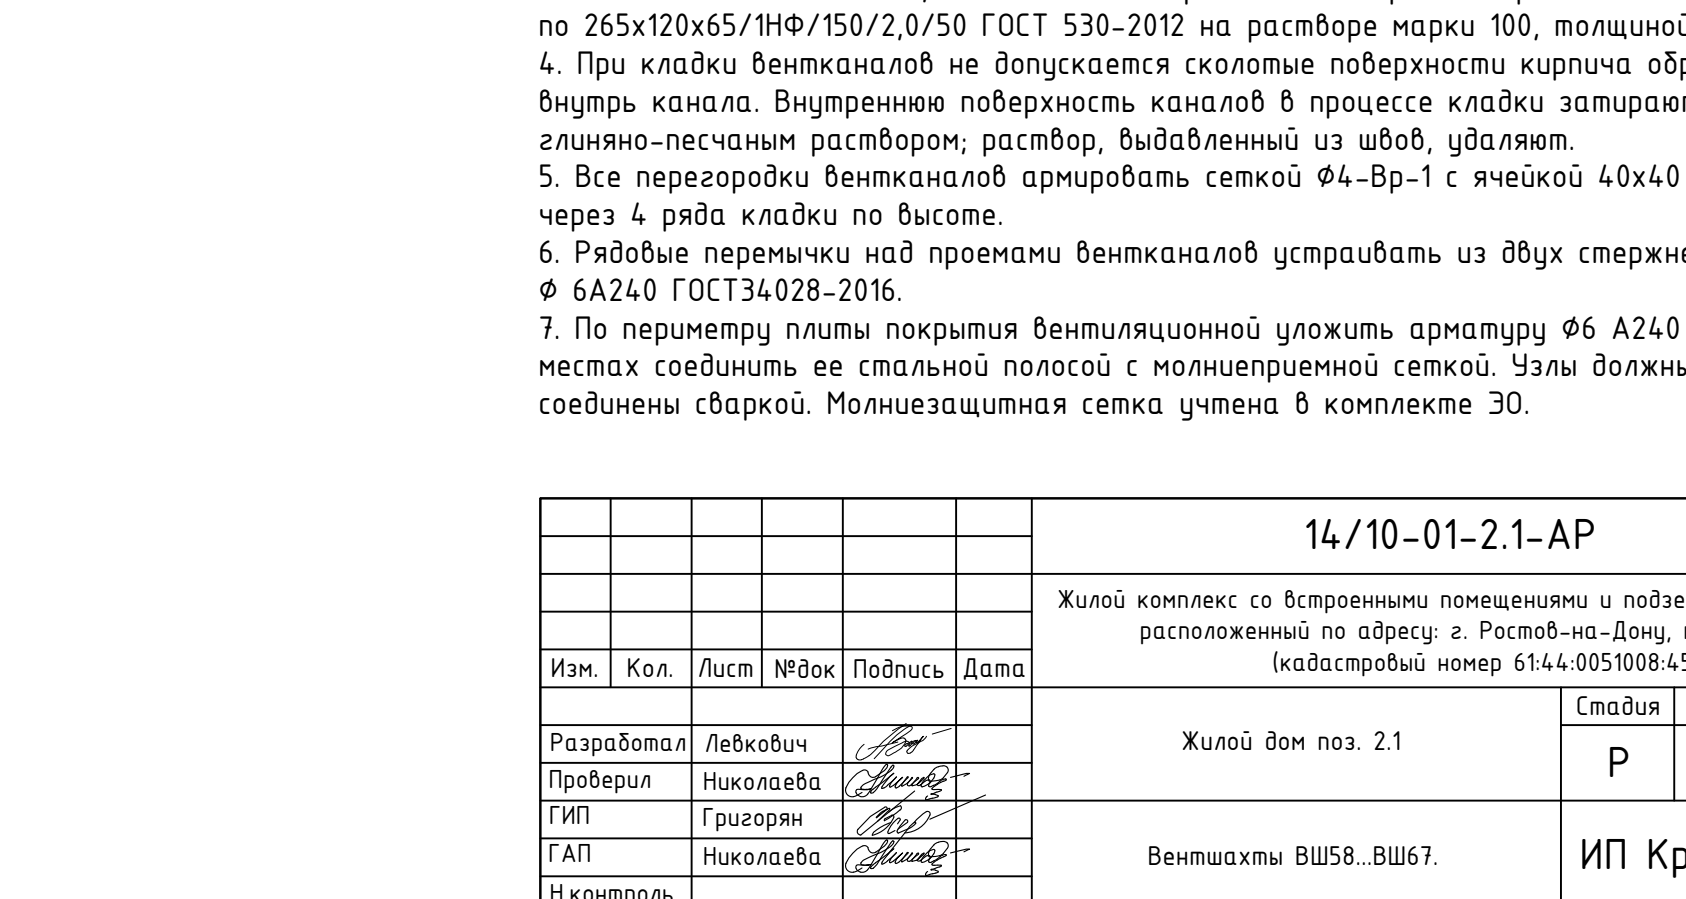 по 265х120х65/1НФ/150/2,0/50 ГОСТ 530-2012 на растворе марки 100, толщиной
4. При кладки вентканалов не допускается сколотые поверхности кирпича обр
внутрь канала. Внутреннюю поверхность каналов в процессе кладки затирают
глиняно-песчаным раствором; раствор, выдавленный из швов, удаляют.
5. Все перегородки вентканалов армировать сеткой Ф4-Вр-1 с ячейкой 40х40
через 4 ряда кладки по высоте.
6. Рядовые перемычки над проемами вентканалов устраивать из двух стержне
Ф 6А240 ГОСТ34028-2016.
7. По периметру плиты покрытия вентиляционной уложить арматуру Ф6 А240
местах соединить ее стальной полосой с молниеприемной сеткой. Узлы должны
соединены сваркой. Молниезащитная сетка учтена в комплекте ЭО.
14/10-01-2.1-АР
Жилой комплекс со встроенными помещениями и подзе
расположенный по адресу: г. Ростов-на-Дону,
(кадастровый номер 61:44:0051008:45
Изм. Кол. Лист №док Подпись Дата
Стадия
Разработал Левкович
Жилой дом поз. 2.1
Р
Проверил Николаева
ГИП Григорян
ГАП Николаева
Вентшахты ВШ58...ВШ67.
ИП Кр
Н.контроль